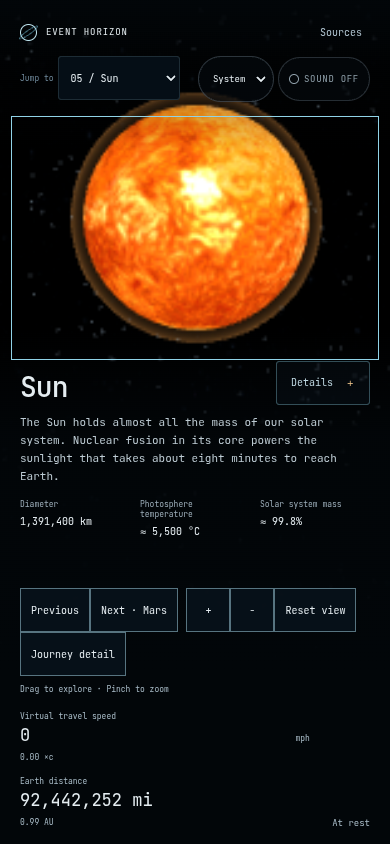 EVENT HORIZON
Sources
Jump to
05 / Sun
System
SOUND OFF
Sun
Details +
The Sun holds almost all the mass of our solar
system. Nuclear fusion in its core powers the
sunlight that takes about eight minutes to reach
Earth.
Diameter
1,391,400 km
Photosphere
temperature
≈ 5,500 °C
Solar system mass
≈ 99.8%
Previous
Next · Mars
+
-
Reset view
Journey detail
Drag to explore · Pinch to zoom
Virtual travel speed
0
mph
0.00 ×c
Earth distance
92,442,252 mi
0.99 AU
At rest